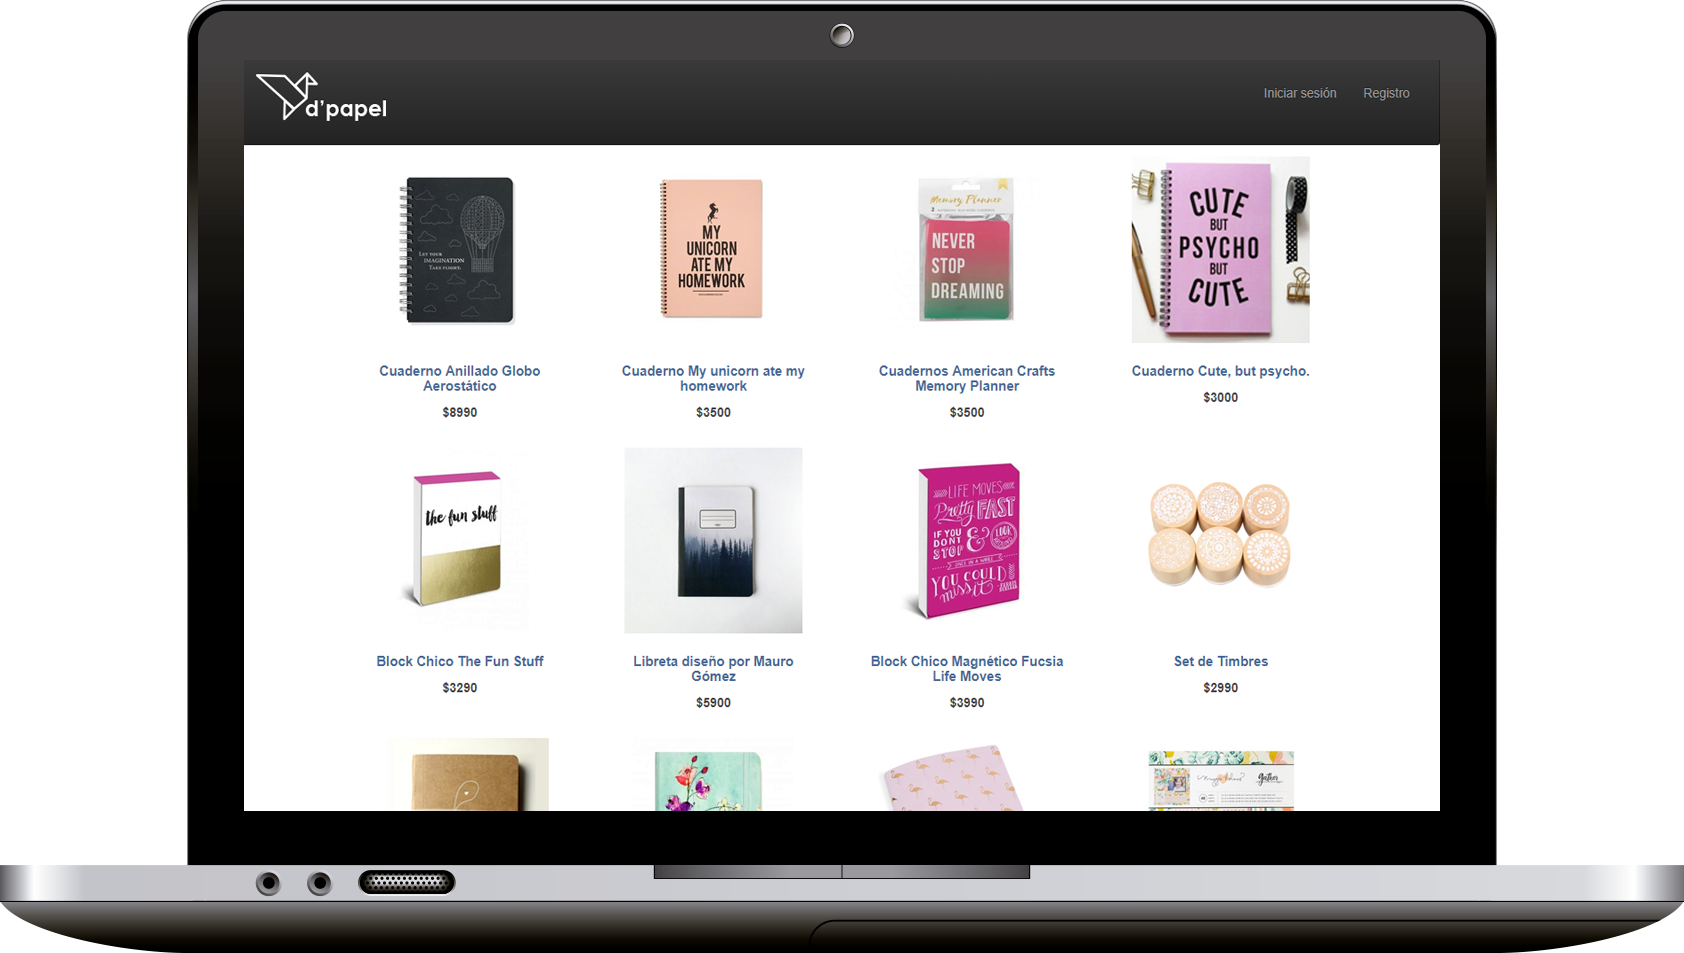 d'papel
Iniciar sesión Registro
LET YOUR
IMAGINATION
TAKE FLIGHT.
MY
UNICORN
ATE MY
HOMEWORK
Memory Planner
NEVER
STOP
DREAMING
CUTE
BUT
PSYCHO
BUT
CUTE
Cuaderno Anillado Globo
Aerostático
$8990
Cuaderno My unicorn ate my
homework
$3500
Cuadernos American Crafts
Memory Planner
$3500
Cuaderno Cute, but psycho.
$3000
the fun stuff
LIFE MOVES
Pretty FAST
IF YOU
DONT
STOP
&
LOOK
AROUND
ONCE IN A WHILE
YOU COULD
miss it
Block Chico The Fun Stuff
$3290
Libreta diseño por Mauro
Gómez
$5900
Block Chico Magnético Fucsia
Life Moves
$3990
Set de Timbres
$2990
gather